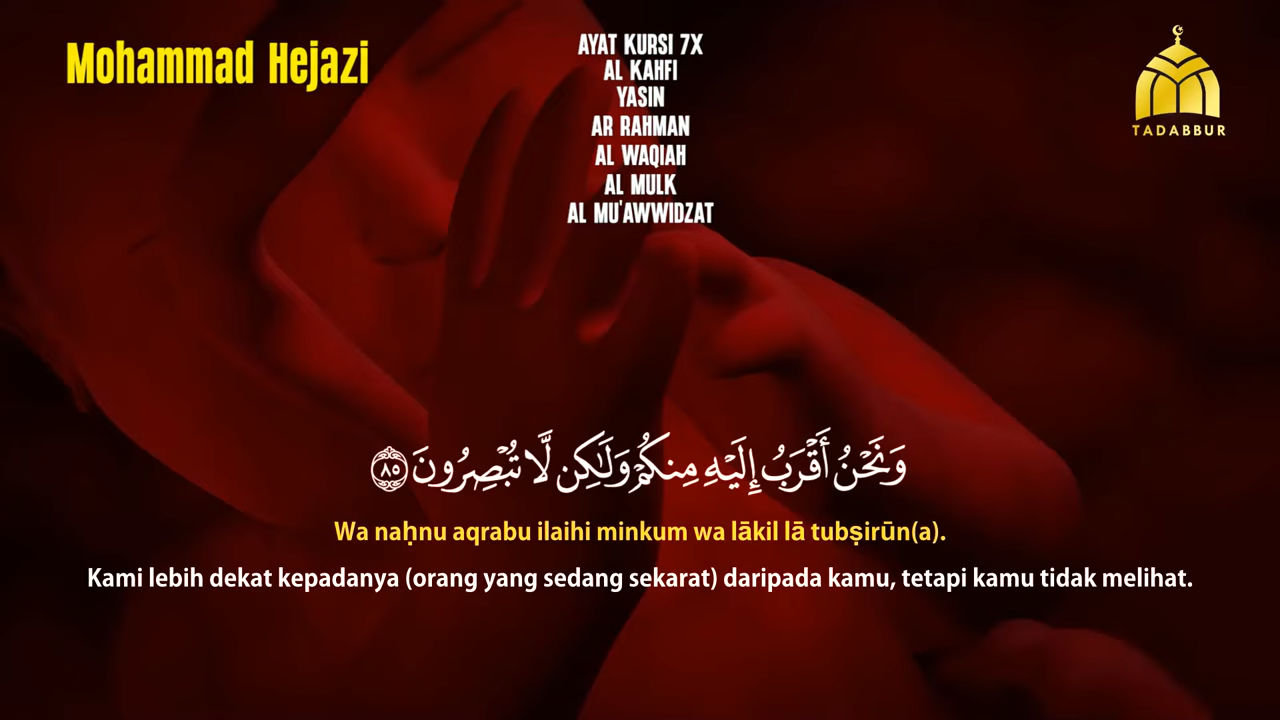 Mohammad Hejazi
AYAT KURSI 7X
AL KAHFI
YASIN
AR RAHMAN
AL WAQIAH
AL MULK
AL MU'AWWIDZAT
TADABBUR
وَنَحْنُ أَقْرَبُ إِلَيْهِ مِنكُمْ وَلَٰكِن لَّا تُبْصِرُونَ ٨٥
Wa naḥnu aqrabu ilaihi minkum wa lākil lā tubṣirūn(a).
Kami lebih dekat kepadanya (orang yang sedang sekarat) daripada kamu, tetapi kamu tidak melihat.